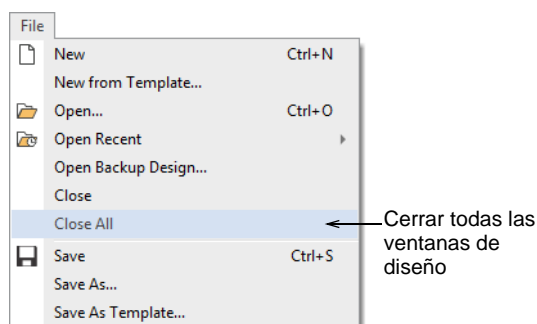 File
New Ctrl+N
New from Template...
Open... Ctrl+O
Open Recent
Open Backup Design...
Close
Close All
Cerrar todas las
ventanas de
diseño
Save Ctrl+S
Save As...
Save As Template...